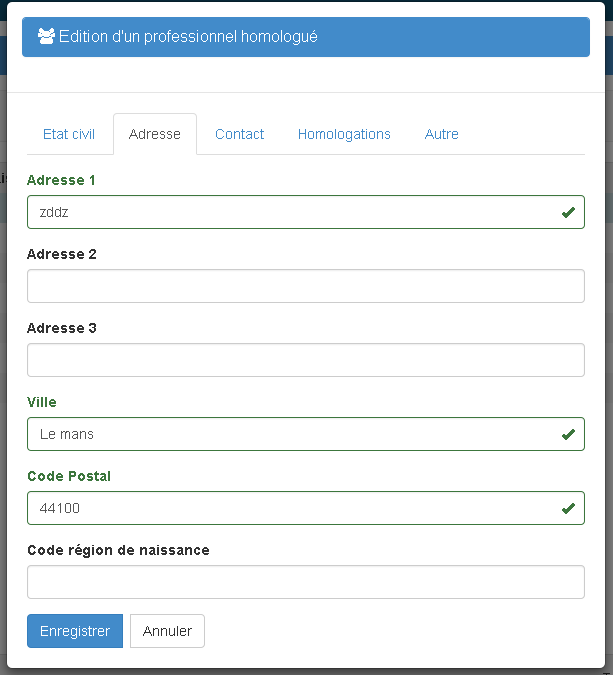 Edition d'un professionnel homologué
Etat civil Adresse Contact Homologations Autre
Adresse 1
zddz
Adresse 2
Adresse 3
Ville
Le mans
Code Postal
44100
Code région de naissance
Enregistrer Annuler